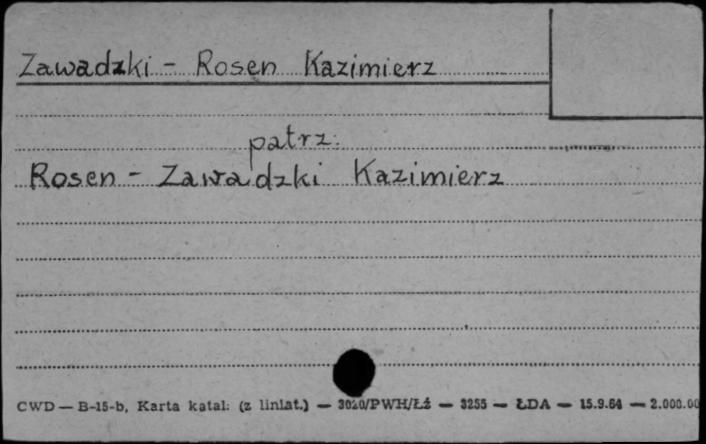 Zawadzki - Rosen Kazimierz
patrz:
Rosen - Zawadzki Kazimierz
CWD — B-15-b, Karta katal: (z liniat.) — 3020/PWH/Łź — 3255 — ŁDA — 15.9.64 — 2.000.00